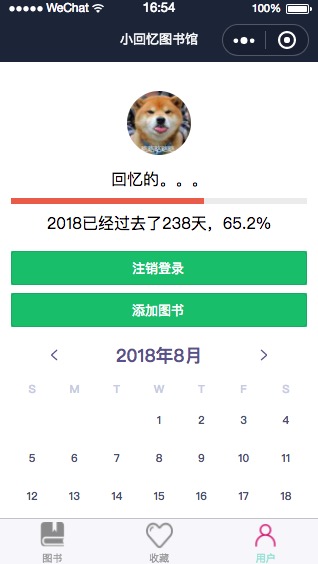 WeChat 16:54 100%
小回忆图书馆
回忆的。。。
2018已经过去了238天，65.2%
注销登录
添加图书
2018年8月
S M T W T F S
1 2 3 4
5 6 7 8 9 10 11
12 13 14 15 16 17 18
图书 收藏 用户